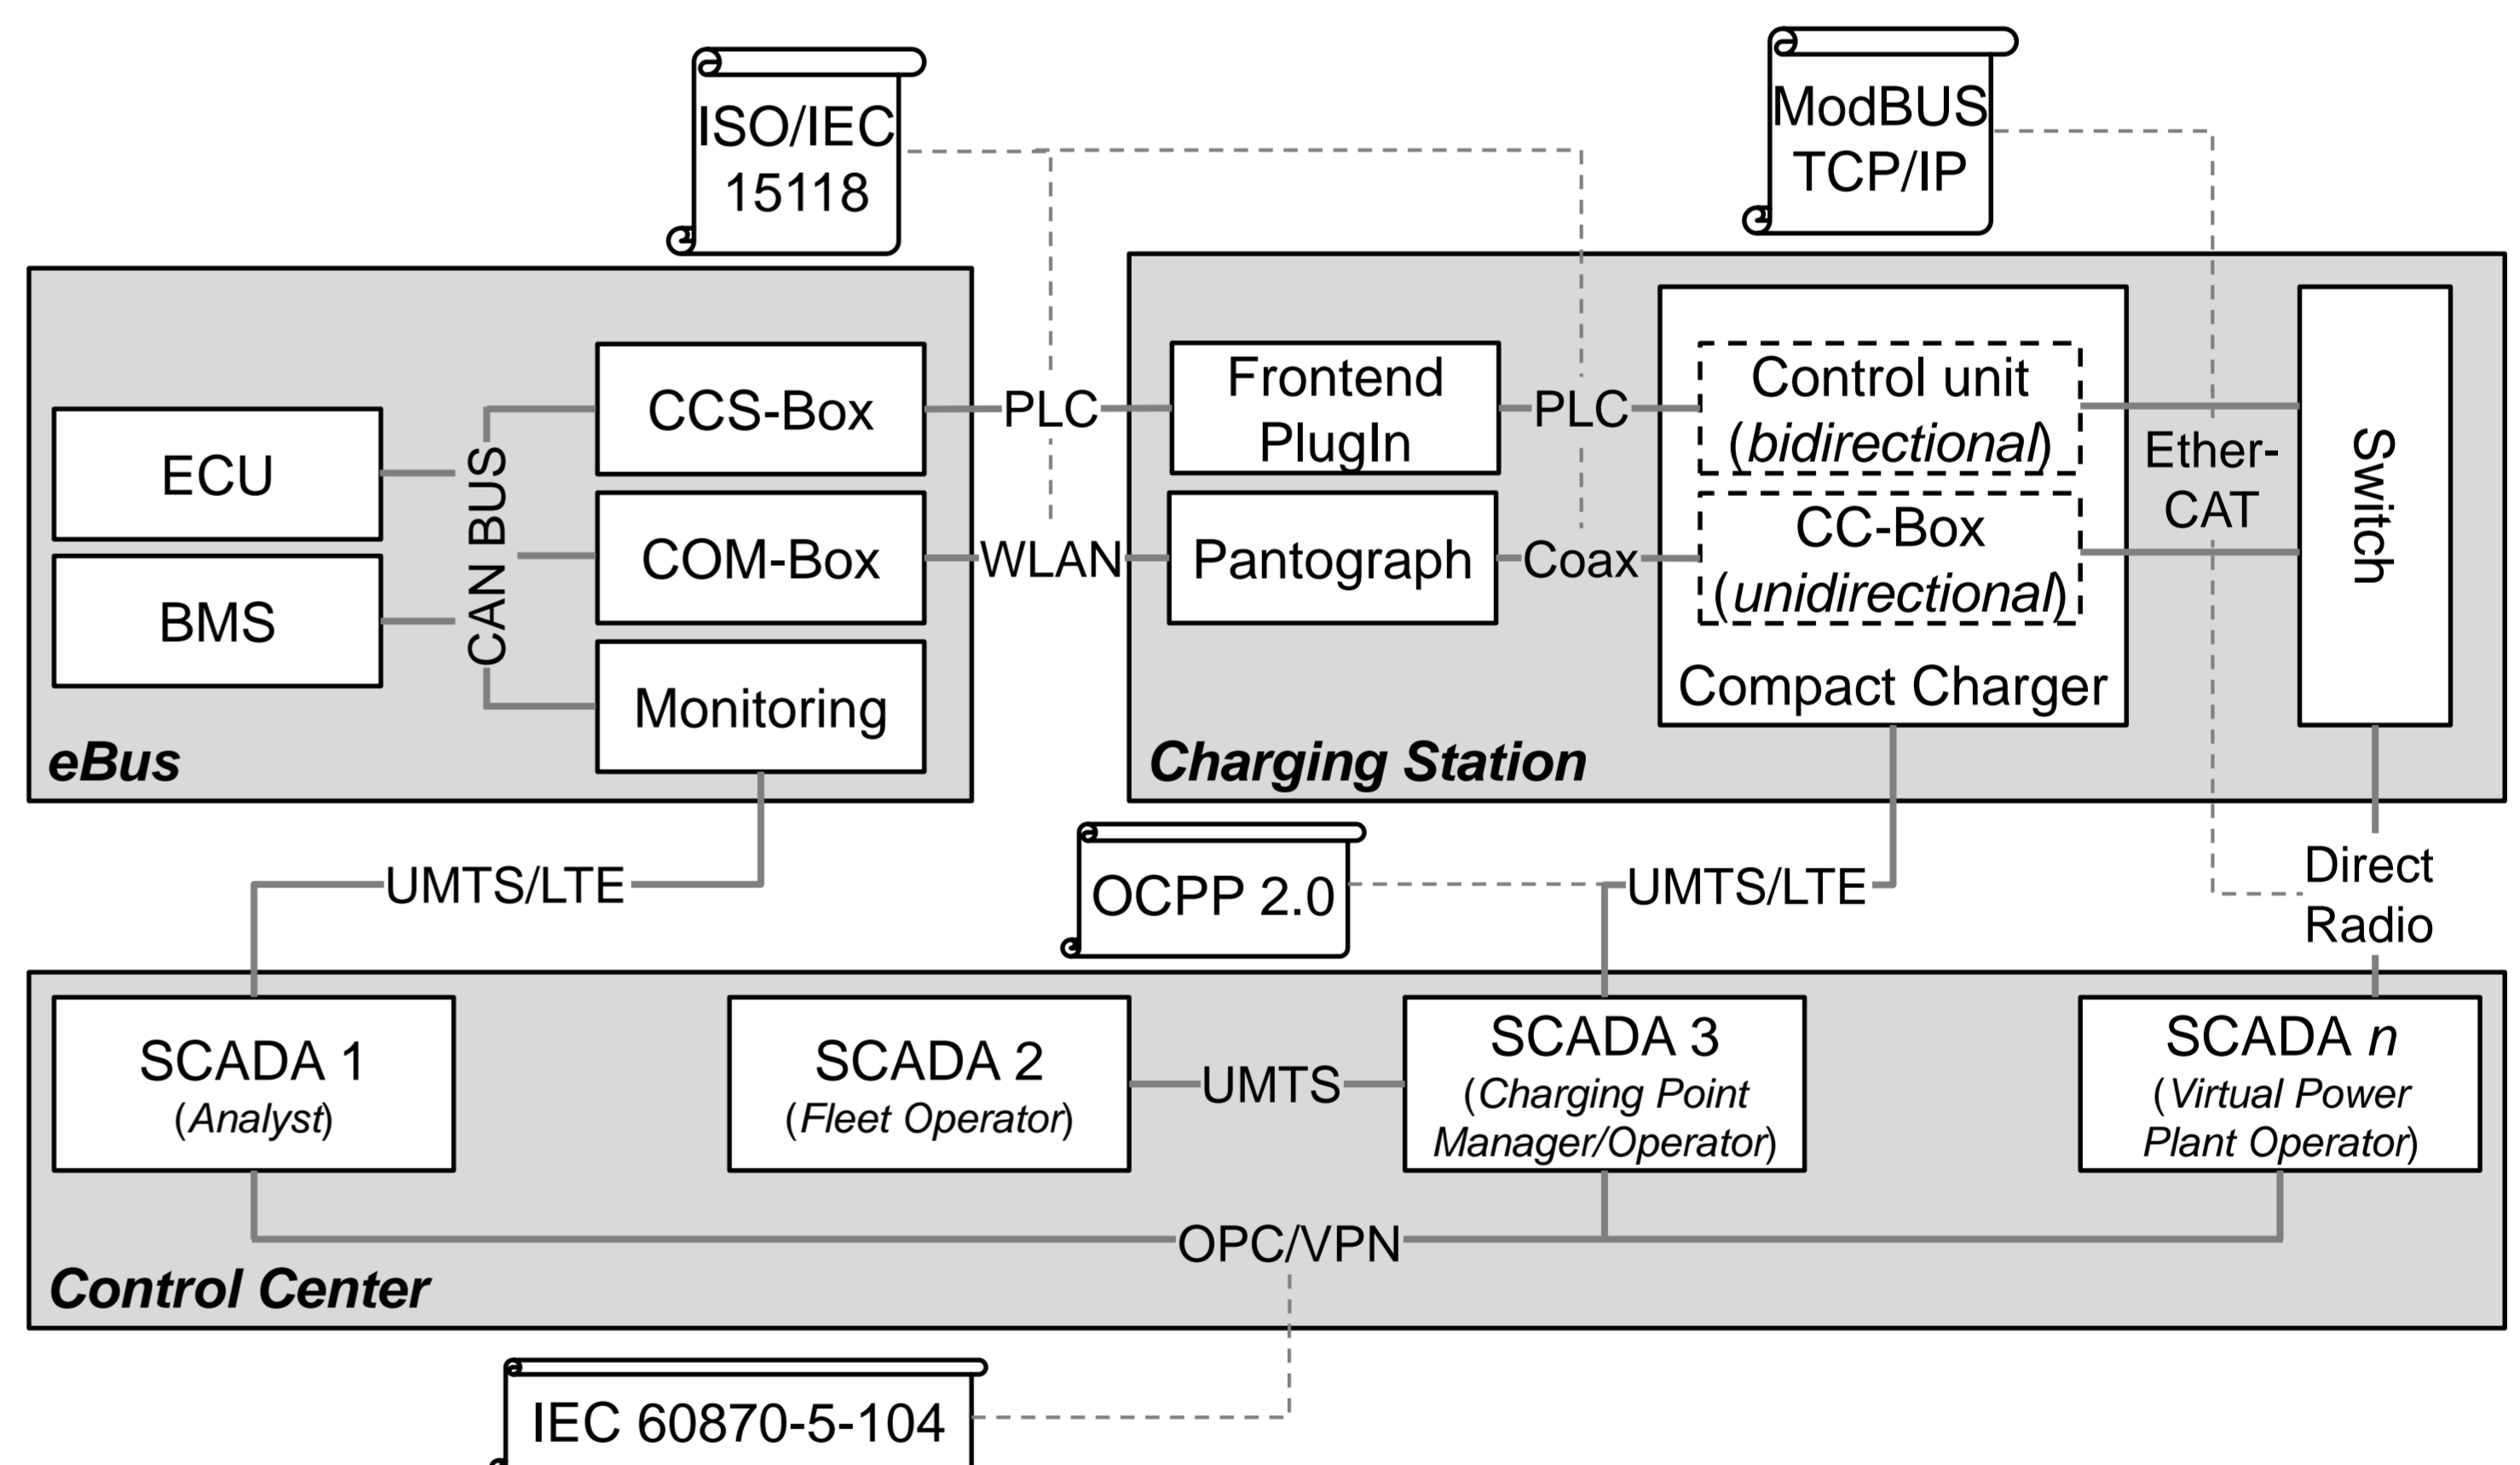 ISO/IEC
15118
ModBUS
TCP/IP
ECU
BMS
CAN BUS
CCS-Box
COM-Box
Monitoring
eBus
PLC
WLAN
Frontend
PlugIn
Pantograph
PLC
Coax
Control unit
(bidirectional)
CC-Box
(unidirectional)
Compact Charger
Ether-
CAT
Switch
Charging Station
UMTS/LTE
OCPP 2.0
UMTS/LTE
Direct
Radio
SCADA 1
(Analyst)
SCADA 2
(Fleet Operator)
UMTS
SCADA 3
(Charging Point
Manager/Operator)
SCADA n
(Virtual Power
Plant Operator)
OPC/VPN
Control Center
IEC 60870-5-104